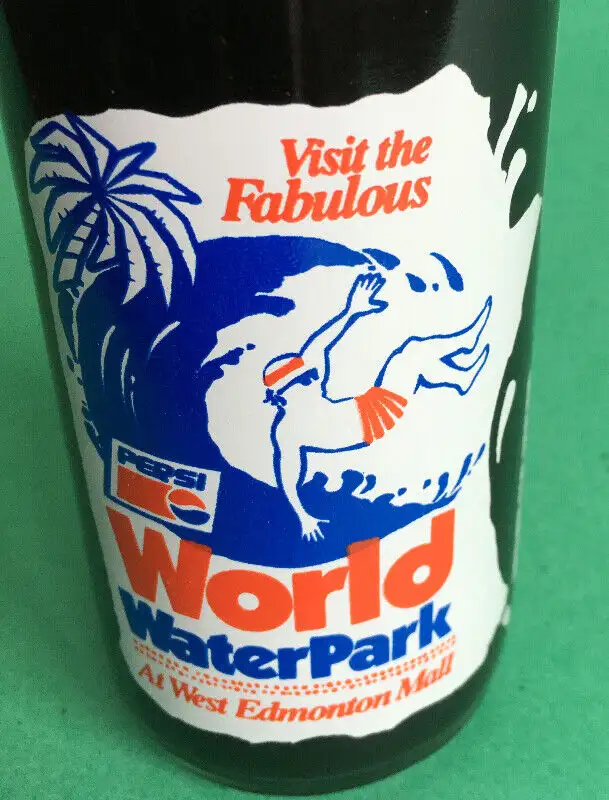 Visit the
Fabulous
PEPSI
World
WaterPark
At West Edmonton Mall